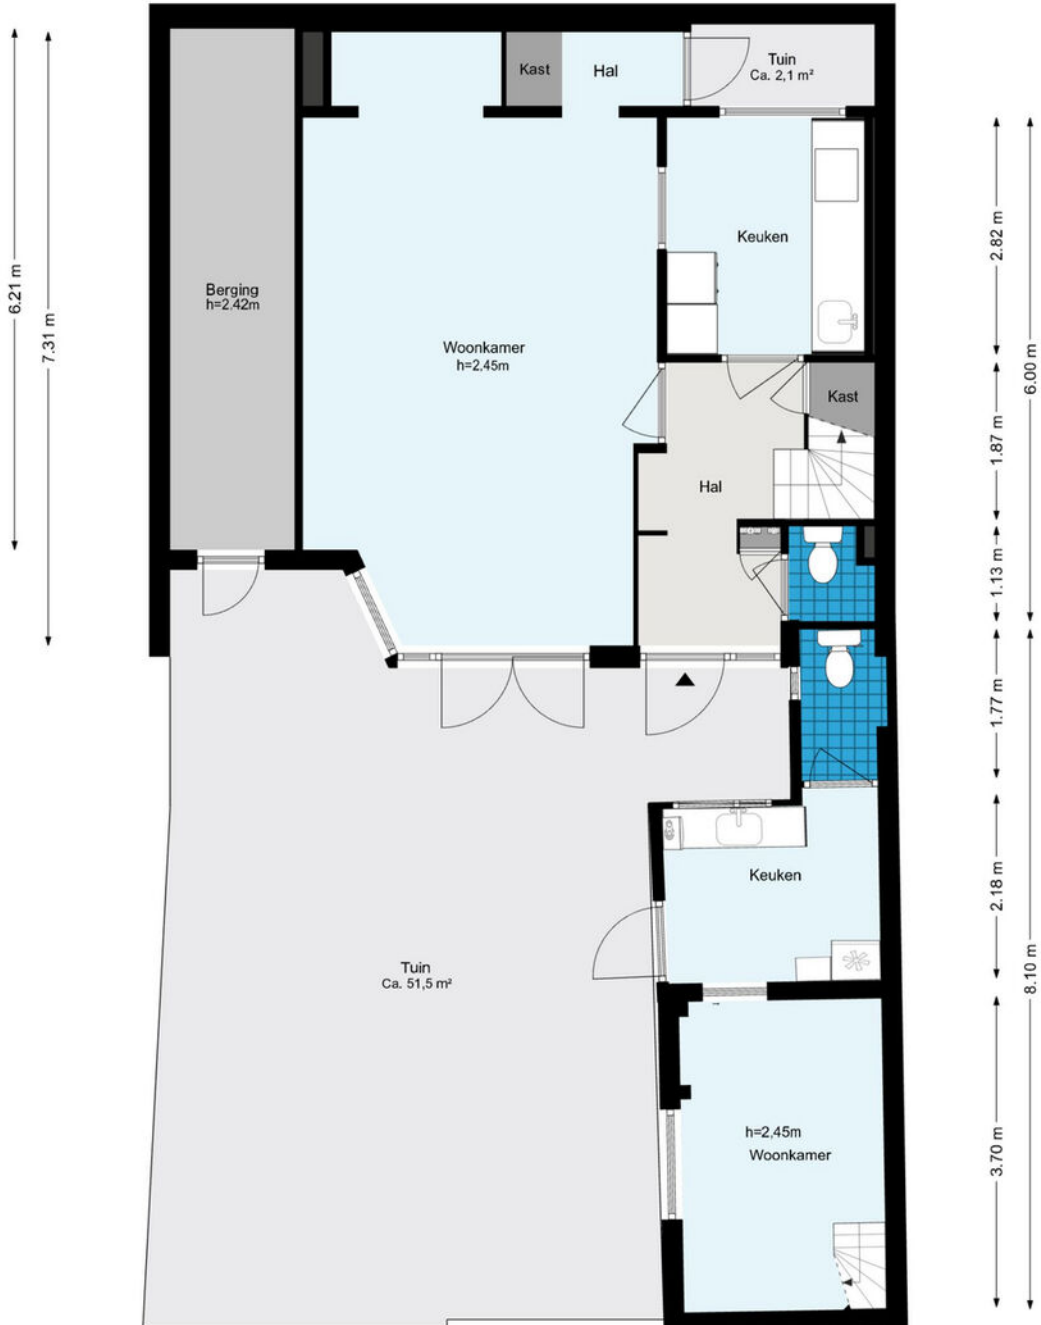 Kast
Hal
Tuin
Ca. 2,1 m²
6.21 m
7.31 m
2.82 m
6.00 m
Keuken
Berging
h=2.42m
Woonkamer
h=2,45m
Kast
1.87 m
Hal
1.13 m
1.77 m
Keuken
2.18 m
Tuin
Ca. 51,5 m²
8.10 m
h=2,45m
Woonkamer
3.70 m